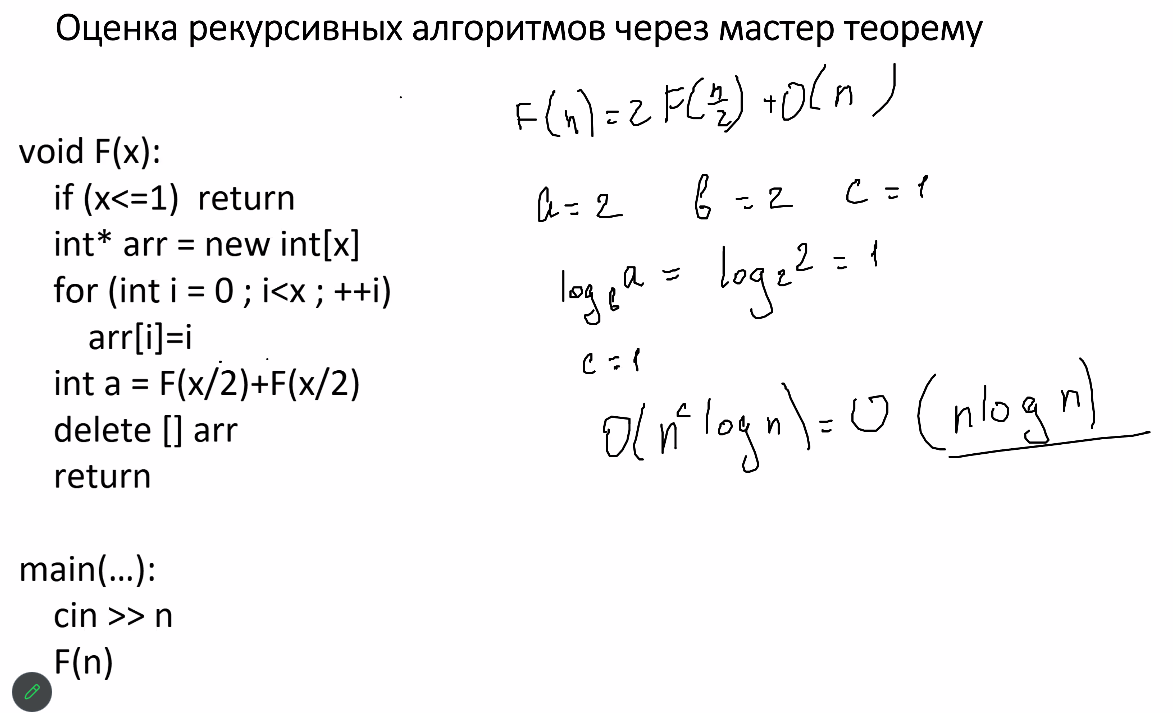 Оценка рекурсивных алгоритмов через мастер теорему
void F(x):
if (x<=1) return
int* arr = new int[x]
for (int i = 0 ; i<x ; ++i)
arr[i]=i
int a = F(x/2)+F(x/2)
delete [] arr
return
main(...):
cin >> n
F(n)
F(n)=2F(n/2)+O(n)
a=2 b=2 c=1
log_b a = log_2 2 = 1
c=1
O(n^c log n) = O(n log n)